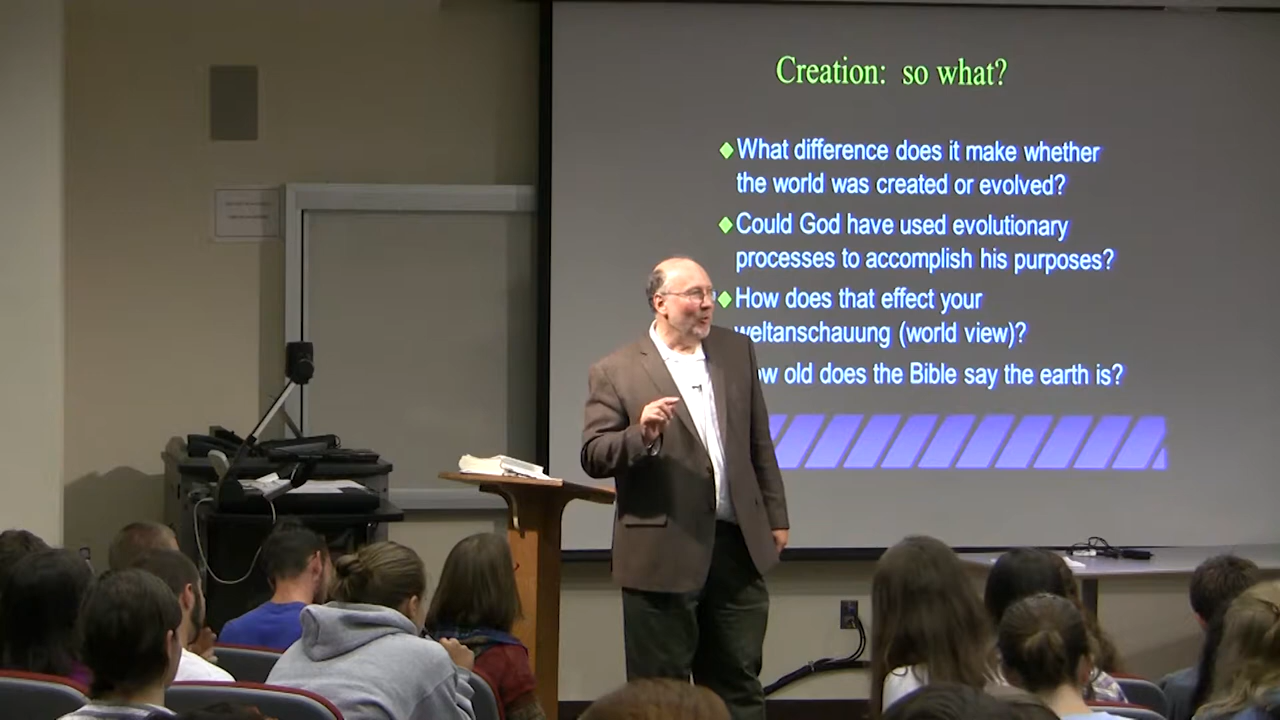 Creation: so what?
What difference does it make whether
the world was created or evolved?
Could God have used evolutionary
processes to accomplish his purposes?
How does that effect your
weltanschauung (world view)?
old does the Bible say the earth is?